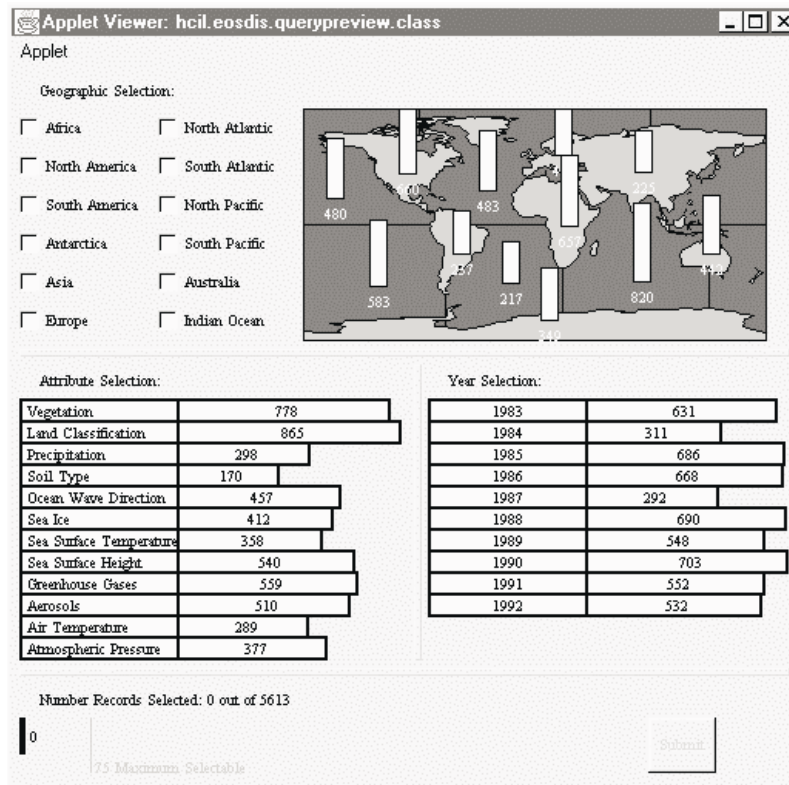 Applet Viewer: hcil.eosdis.querypreview.class
Applet
Geographic Selection:
Africa
North Atlantic
North America
South Atlantic
South America
North Pacific
Antarctica
South Pacific
Asia
Australia
Europe
Indian Ocean
480
483
225
657
237
583
217
820
349
Attribute Selection:
Vegetation 778
Land Classification 865
Precipitation 298
Soil Type 170
Ocean Wave Direction 457
Sea Ice 412
Sea Surface Temperature 358
Sea Surface Height 540
Greenhouse Gases 559
Aerosols 510
Air Temperature 289
Atmospheric Pressure 377
Year Selection:
1983 631
1984 311
1985 686
1986 668
1987 292
1988 690
1989 548
1990 703
1991 552
1992 532
Number Records Selected: 0 out of 5613
0
75 Maximum Selectable
Submit